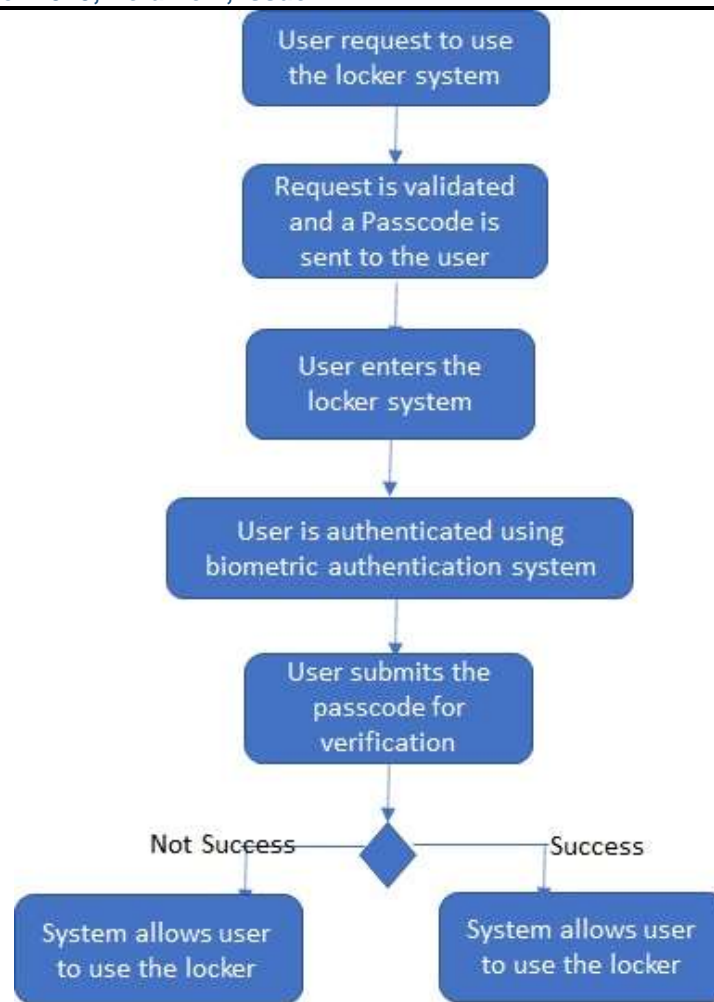 User request to use
the locker system
Request is validated
and a Passcode is
sent to the user
User enters the
locker system
User is authenticated using
biometric authentication system
User submits the
passcode for
verification
Not Success
Success
System allows user
to use the locker
System allows user
to use the locker